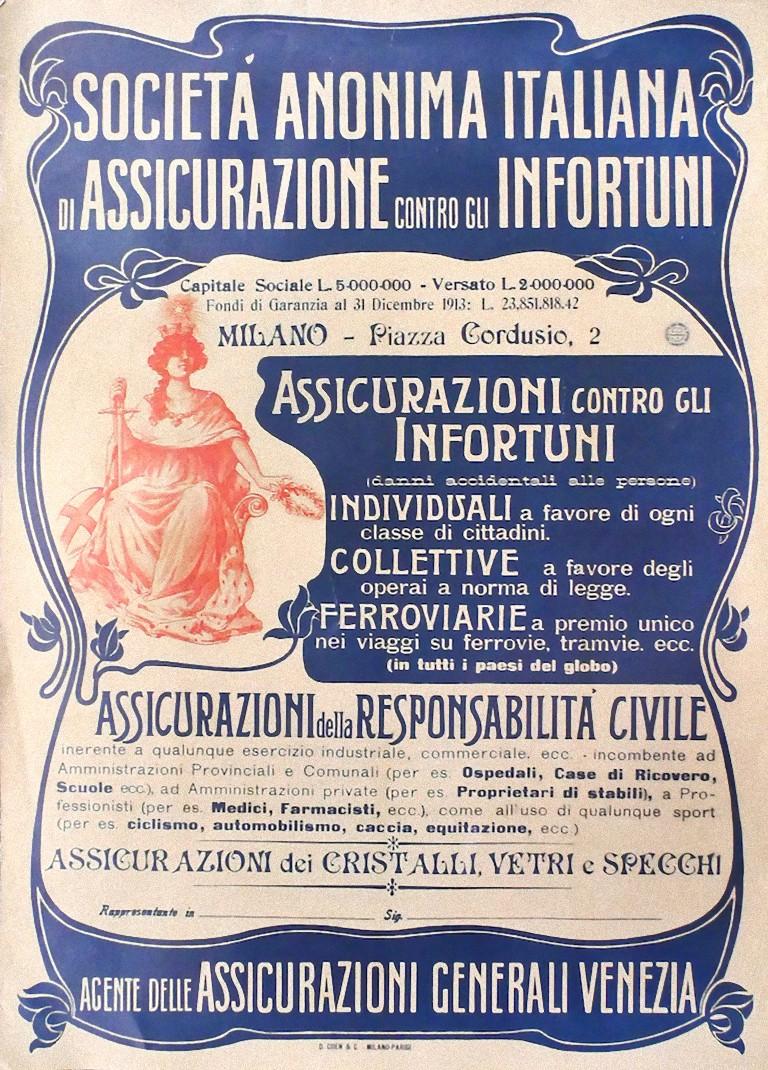 SOCIETÁ ANONIMA ITALIANA
DI ASSICURAZIONE CONTRO GLI INFORTUNI
Capitale Sociale L. 5·000·000 - Versato L. 2·000·000
Fondi di Garanzia al 31 Dicembre 1913: L. 23,851,818.42
MILANO - Piazza Cordusio, 2
ASSICURAZIONI CONTRO GLI
INFORTUNI
(danni accidentali alle persone)
INDIVIDUALI a favore di ogni
classe di cittadini.
COLLETTIVE a favore degli
operai a norma di legge.
FERROVIARIE a premio unico
nei viaggi su ferrovie, tramvie. ecc.
(in tutti i paesi del globo)
ASSICURAZIONI della RESPONSABILITÁ CIVILE
inerente a qualunque esercizio industriale, commerciale. ecc. - incombente ad
Amministrazioni Provinciali e Comunali (per es. Ospedali, Case di Ricovero,
Scuole ecc.), ad Amministrazioni private (per es. Proprietari di stabili), a Pro-
fessionisti (per es. Medici, Farmacisti, ecc.), come all'uso di qualunque sport
(per es. ciclismo, automobilismo, caccia, equitazione, ecc.)
ASSICURAZIONI dei CRISTALLI, VETRI e SPECCHI
Rappresentante in Sig.
AGENTE DELLE ASSICURAZIONI GENERALI VENEZIA
D. COEN & C. - MILANO-PARIGI